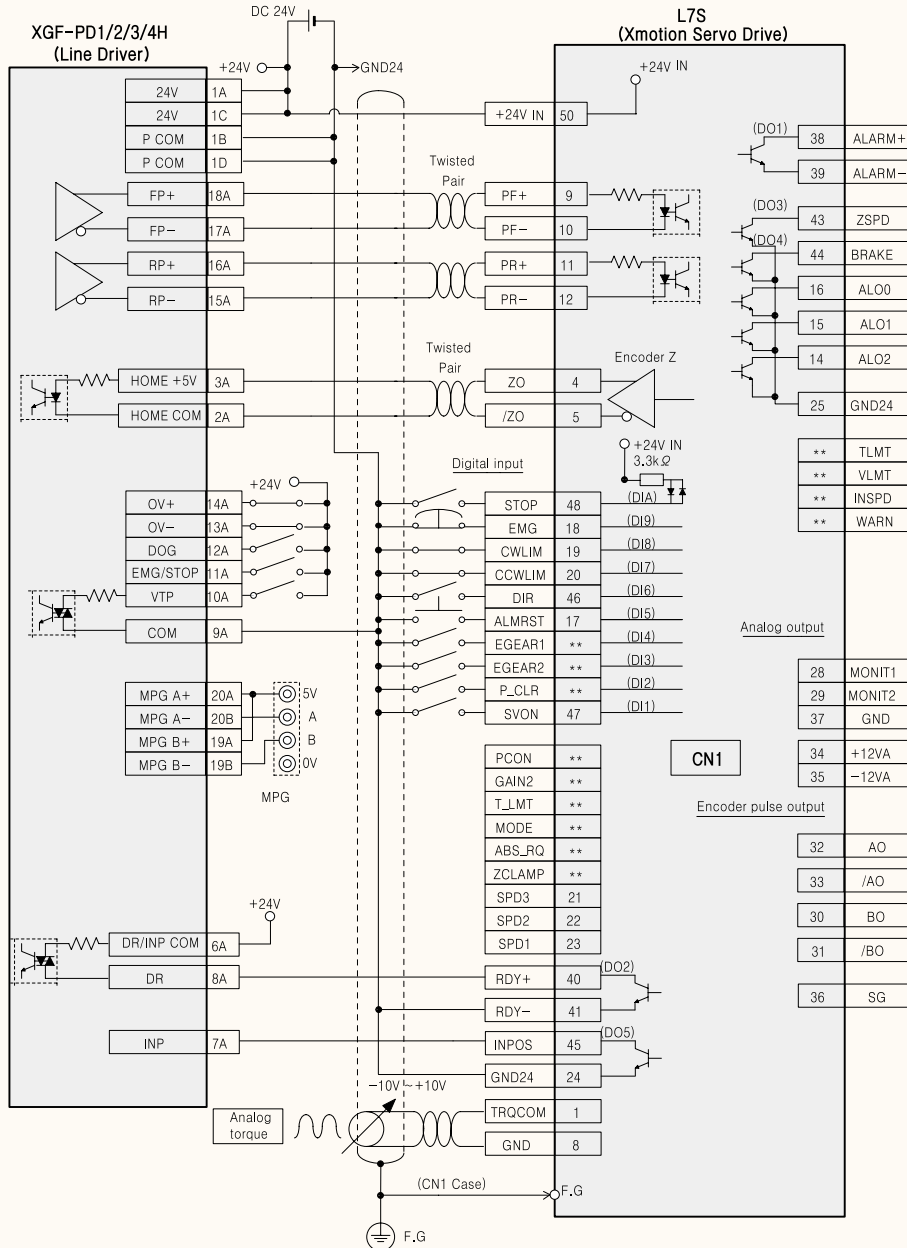 DC 24V
XGF-PD1/2/3/4H
(Line Driver)
L7S
(Xmotion Servo Drive)
+24V
GND24
+24V IN
24V 1A
24V 1C
P COM 1B
P COM 1D
+24V IN 50
(DO1)
38 ALARM+
39 ALARM-
Twisted
Pair
FP+ 18A
FP- 17A
RP+ 16A
RP- 15A
PF+ 9
PF- 10
PR+ 11
PR- 12
(DO3)
43 ZSPD
(DO4)
44 BRAKE
16 ALO0
15 ALO1
14 ALO2
25 GND24
Twisted
Pair
HOME +5V 3A
HOME COM 2A
ZO 4
/ZO 5
Encoder Z
+24V IN
3.3kΩ
** TLMT
** VLMT
** INSPD
** WARN
Digital input
+24V
OV+ 14A
OV- 13A
DOG 12A
EMG/STOP 11A
VTP 10A
COM 9A
STOP 48 (DIA)
EMG 18 (DI9)
CWLIM 19 (DI8)
CCWLIM 20 (DI7)
DIR 46 (DI6)
ALMRST 17 (DI5)
EGEAR1 ** (DI4)
EGEAR2 ** (DI3)
P_CLR ** (DI2)
SVON 47 (DI1)
Analog output
28 MONIT1
29 MONIT2
37 GND
34 +12VA
35 -12VA
MPG A+ 20A
MPG A- 20B
MPG B+ 19A
MPG B- 19B
5V
A
B
0V
MPG
CN1
PCON **
GAIN2 **
T_LMT **
MODE **
ABS_RQ **
ZCLAMP **
SPD3 21
SPD2 22
SPD1 23
Encoder pulse output
32 AO
33 /AO
30 BO
31 /BO
36 SG
+24V
DR/INP COM 6A
DR 8A
INP 7A
RDY+ 40 (DO2)
RDY- 41
INPOS 45 (DO5)
GND24 24
-10V ~ +10V
Analog
torque
TRQCOM 1
GND 8
(CN1 Case)
F.G
F.G